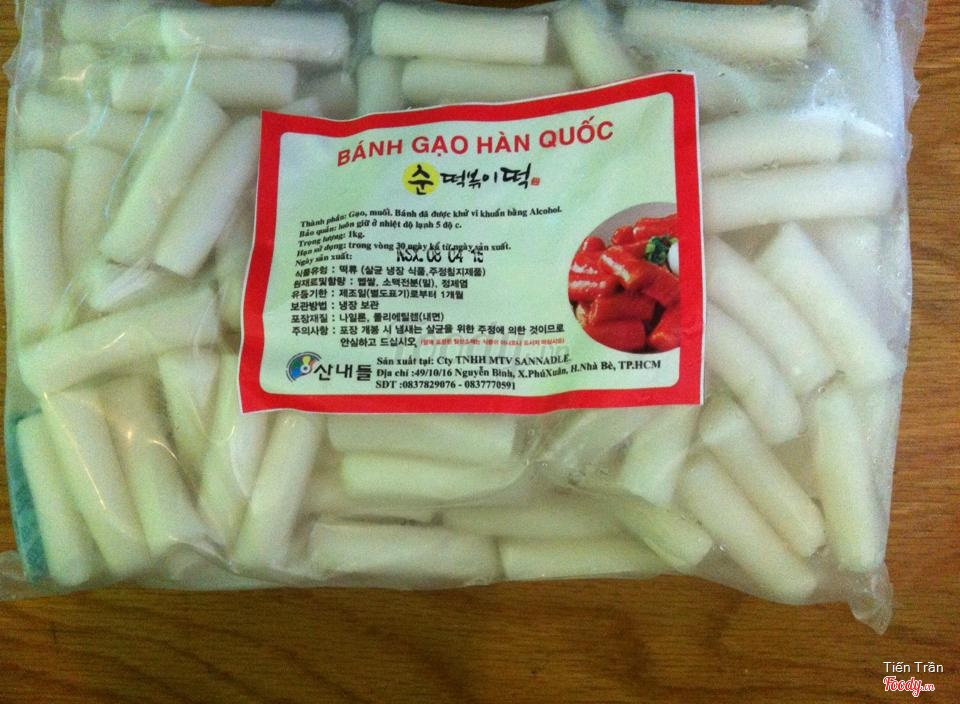 BÁNH GẠO HÀN QUỐC
순 떡볶이떡
Thành phần: Gạo, muối. Bánh đã được khử vi khuẩn bằng Alcohol.
Bảo quản: luôn giữ ở nhiệt độ lạnh 5 độ c.
Trọng lượng: 1kg.
Hạn sử dụng: trong vòng 30 ngày kể từ ngày sản xuất.
Ngày sản xuất: NSX. 08 04 15
식품유형 : 떡류 (살균 냉장 식품, 주정침지제품)
원재료및함량 : 멥쌀, 소맥전분(밀), 정제염
유통기한 : 제조일(별도표기)로부터 1개월
보관방법 : 냉장 보관
포장재질 : 나일론, 폴리에틸렌(내면)
주의사항 : 포장 개봉 시 냄새는 살균을 위한 주정에 의한 것이므로
안심하고 드십시오.
산내들
Sản xuất tại: Cty TNHH MTV SANNADLE.
Địa chỉ :49/10/16 Nguyễn Bình, X.PhúXuân, H.Nhà Bè, TP.HCM
SDT :0837829076 - 0837770591
Tiến Trần
Foody.vn